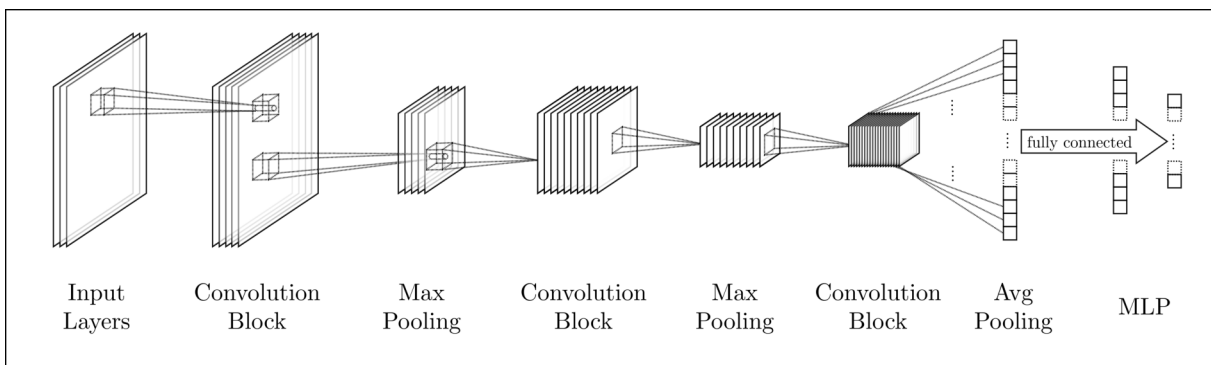 fully connected
Input
Layers
Convolution
Block
Max
Pooling
Convolution
Block
Max
Pooling
Convolution
Block
Avg
Pooling
MLP